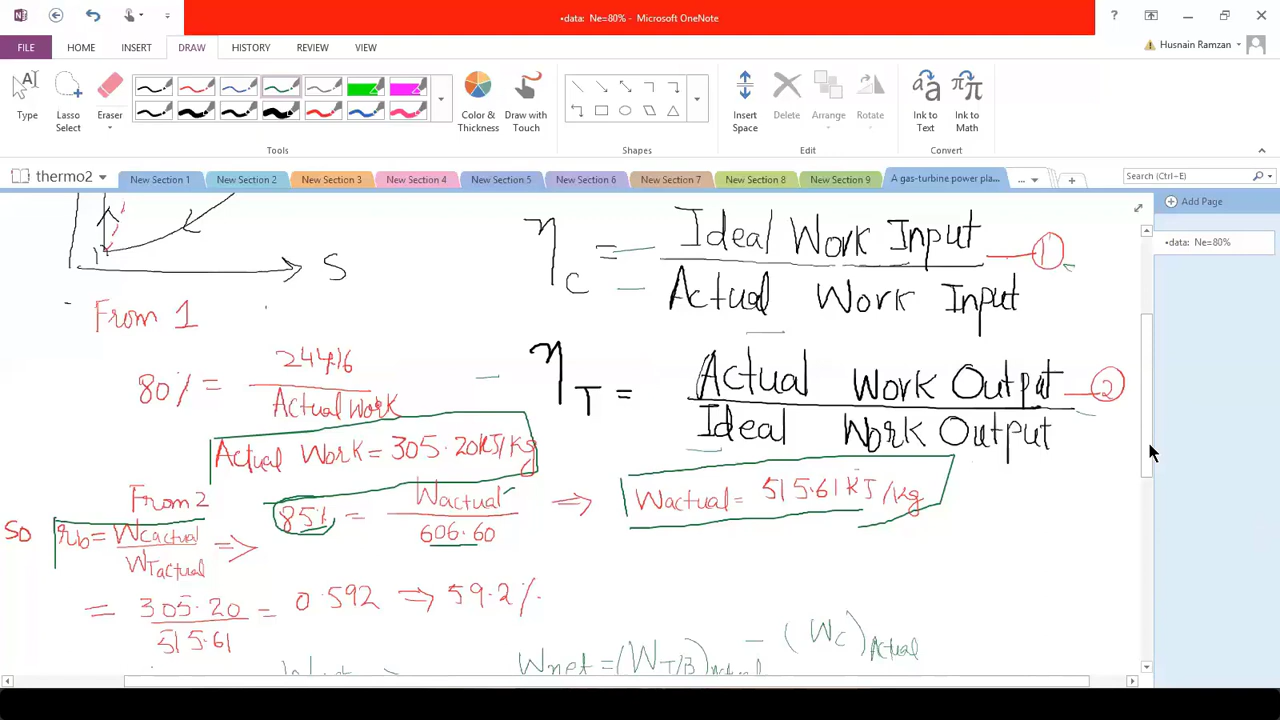 •data: Ne=80% - Microsoft OneNote
FILE HOME INSERT DRAW HISTORY REVIEW VIEW
Husnain Ramzan
Type Lasso Select Eraser
Color & Thickness Draw with Touch
Insert Space Delete Arrange Rotate
Ink to Text Ink to Math
Tools Shapes Edit Convert
thermo2 New Section 1 New Section 2 New Section 3 New Section 4 New Section 5 New Section 6 New Section 7 New Section 8 New Section 9 A gas-turbine power pla... ... Search (Ctrl+E)
Add Page
•data: Ne=80%
S
ηC = Ideal Work Input / Actual Work Input 1
From 1
80% = 244.16 / Actual Work
ηT = Actual Work Output / Ideal Work Output 2
Actual Work = 305.20KJ/Kg
From 2
85% = Wactual / 606.60 ⇒ Wactual = 515.61 KJ/Kg
SO rb = WCactual / WTactual ⇒
= 305.20 / 515.61 = 0.592 ⇒ 59.2%
Wnet = (WT/B)Actual - (Wc)Actual